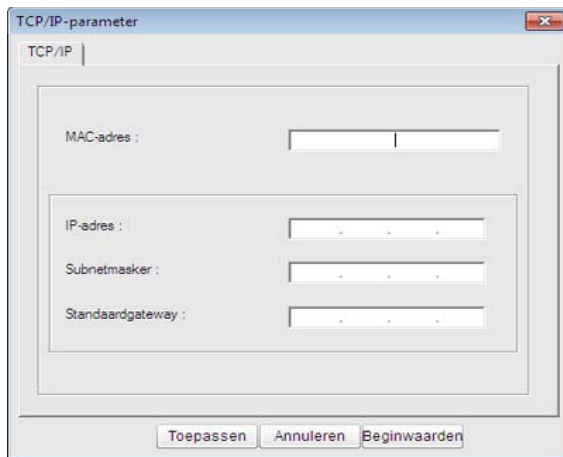 TCP/IP-parameter
TCP/IP
MAC-adres :
IP-adres :
. . .
Subnetmasker :
. . .
Standaardgateway :
. . .
Toepassen Annuleren Beginwaarden